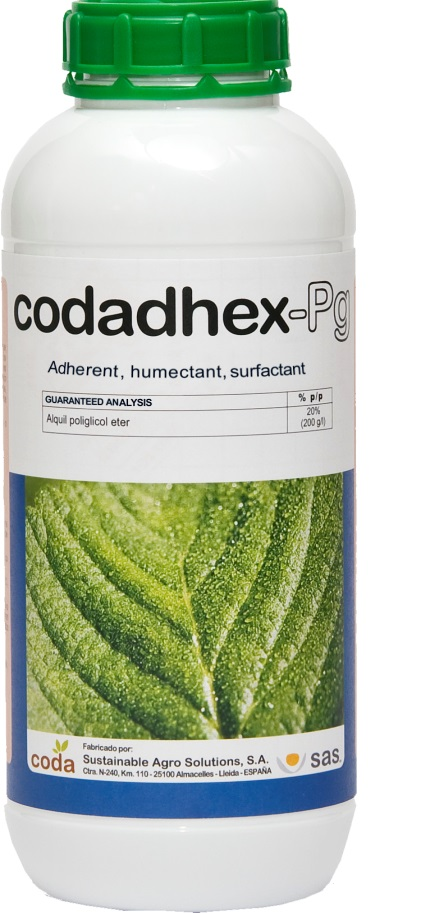 codadhex-Pg
Adherent, humectant, surfactant
GUARANTEED ANALYSIS % p/p
Alquil poliglicol eter 20%
(200 g/l)
coda
Fabricado por:
Sustainable Agro Solutions, S.A.
Ctra. N-240, Km. 110 - 25100 Almacelles - Lleida - ESPAÑA
sas.